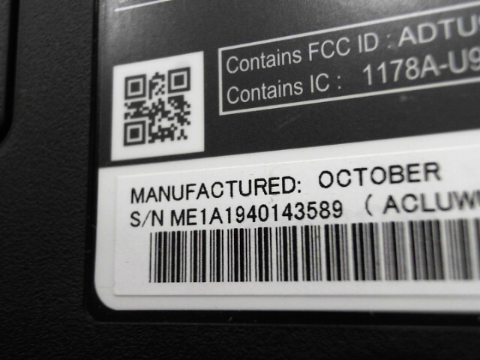 Contains FCC ID : ADTU
Contains IC : 1178A-U9
MANUFACTURED: OCTOBER
S/N ME1A1940143589 ( ACLUW